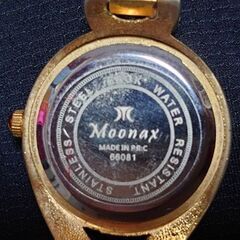 Moonax
MADE IN P.R.C
66081
STAINLESS/STEEL BACK WATER RESISTANT